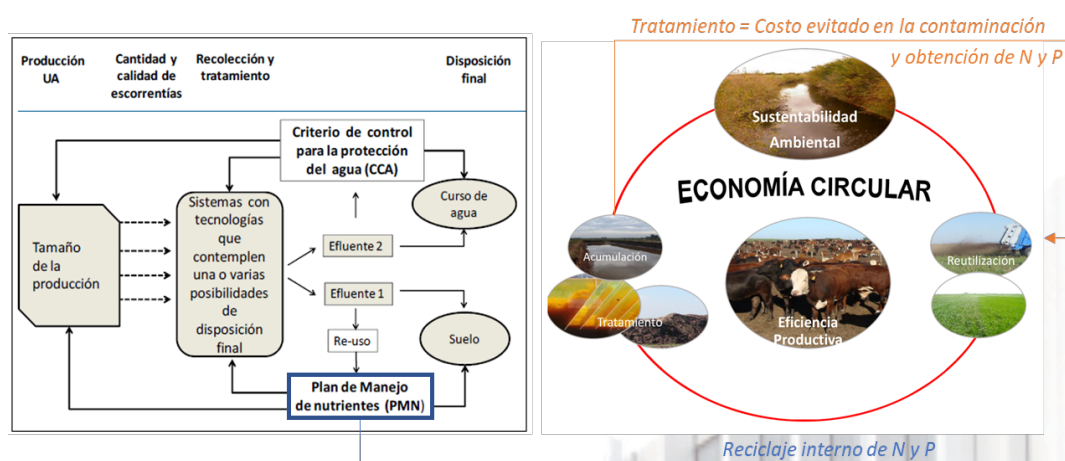 Tratamiento = Costo evitado en la contaminación
y obtención de N y P
Producción
UA
Cantidad y
calidad de
escorrentías
Recolección y
tratamiento
Disposición
final
Criterio de control
para la protección
del agua (CCA)
Tamaño
de la
producción
Sistemas con
tecnologías
que
contemplen
una o varias
posibilidades
de
disposición
final
Efluente 2
Efluente 1
Re-uso
Curso de
agua
Suelo
Plan de Manejo
de nutrientes (PMN)
Sustentabilidad
Ambiental
ECONOMÍA CIRCULAR
Acumulación
Tratamiento
Eficiencia
Productiva
Reutilización
Reciclaje interno de N y P